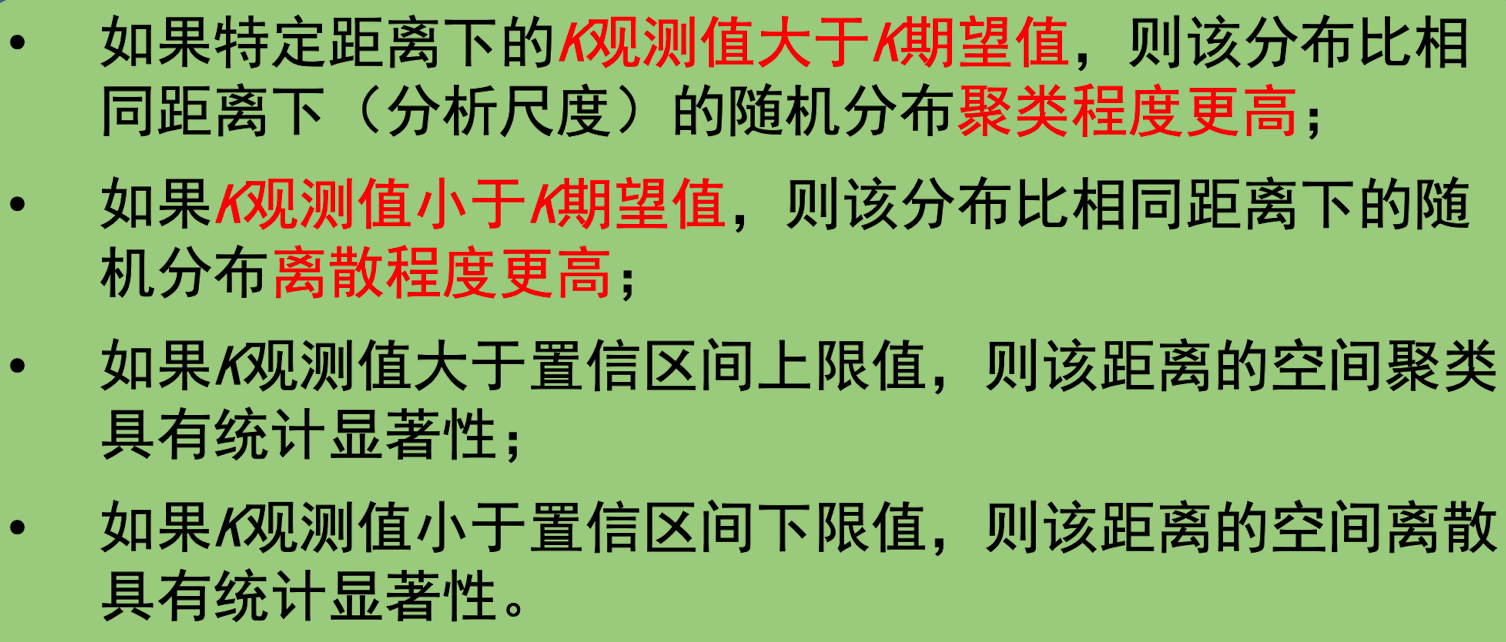 • 如果特定距离下的K观测值大于K期望值，则该分布比相
同距离下（分析尺度）的随机分布聚类程度更高；
• 如果K观测值小于K期望值，则该分布比相同距离下的随
机分布离散程度更高；
• 如果K观测值大于置信区间上限值，则该距离的空间聚类
具有统计显著性；
• 如果K观测值小于置信区间下限值，则该距离的空间离散
具有统计显著性。